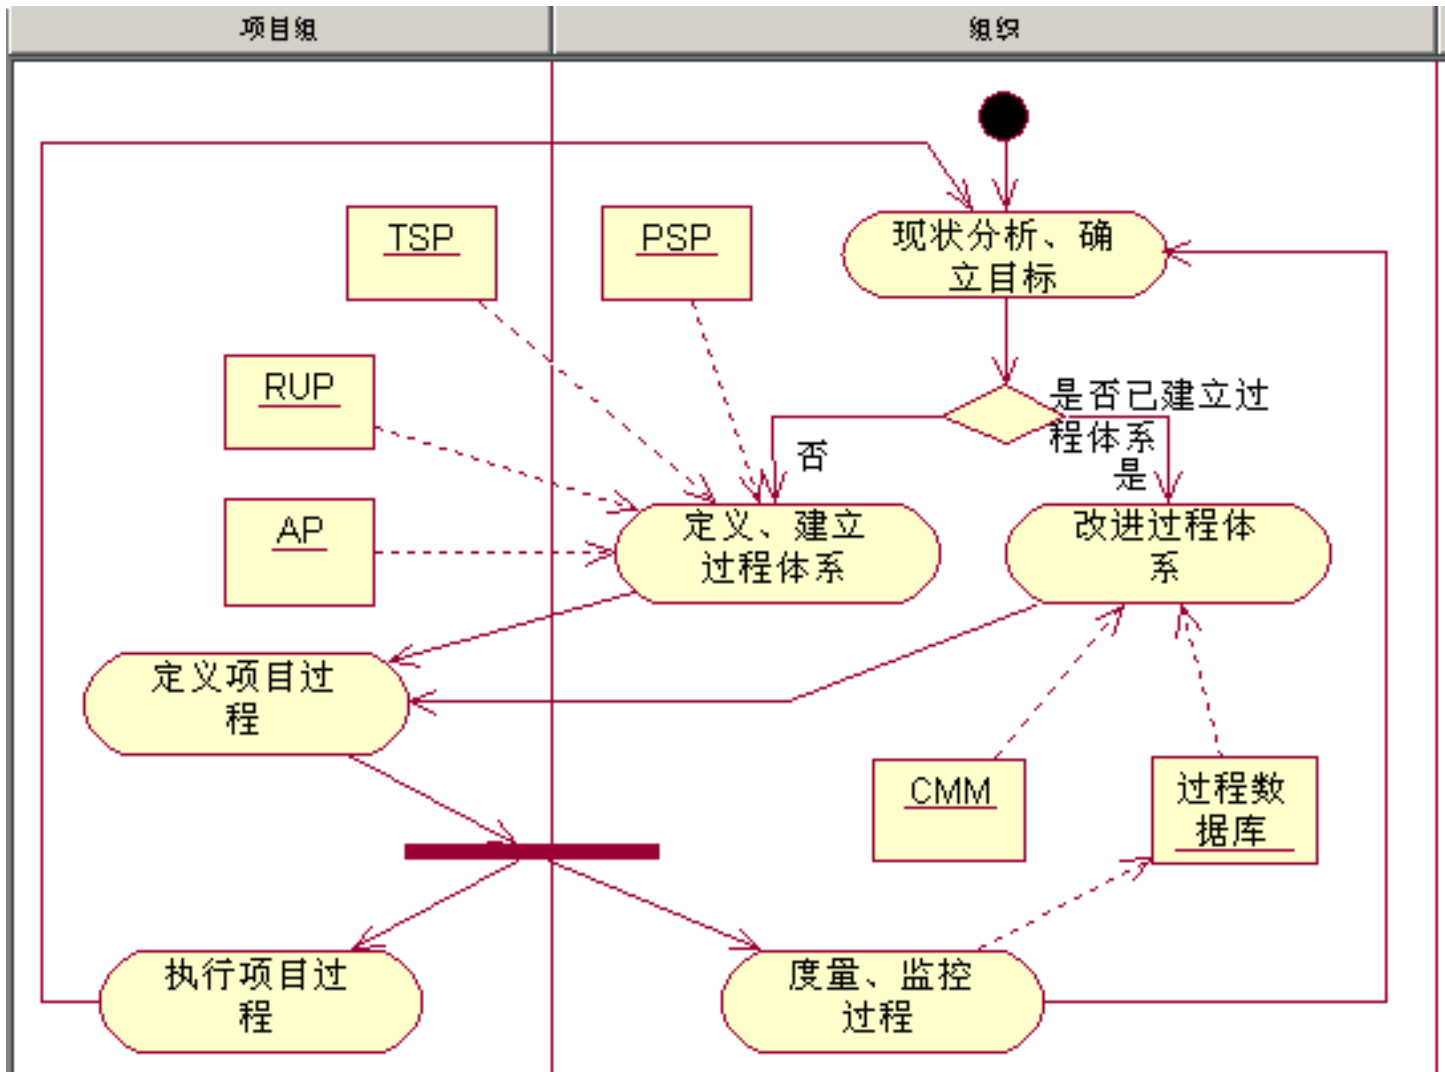 项目组
组织
现状分析、确
立目标
TSP
PSP
RUP
是否已建立过
程体系
否
是
AP
定义、建立
过程体系
改进过程体
系
定义项目过
程
CMM
过程数
据库
执行项目过
程
度量、监控
过程